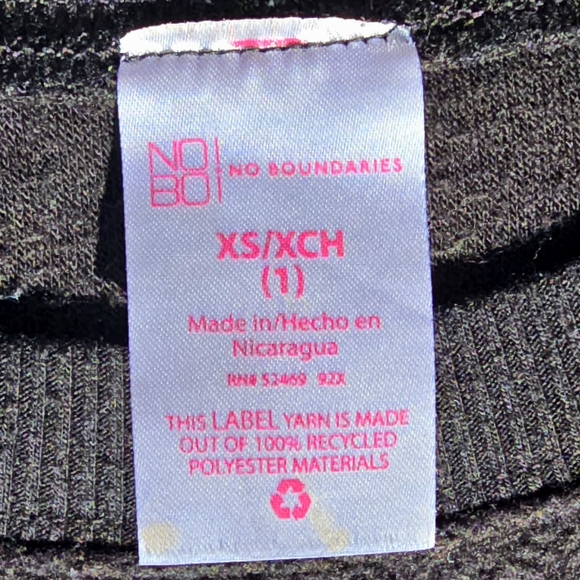 NO
BO
NO BOUNDARIES
XS/XCH
(1)
Made in/Hecho en
Nicaragua
RN# 52469 92X
THIS LABEL YARN IS MADE
OUT OF 100% RECYCLED
POLYESTER MATERIALS